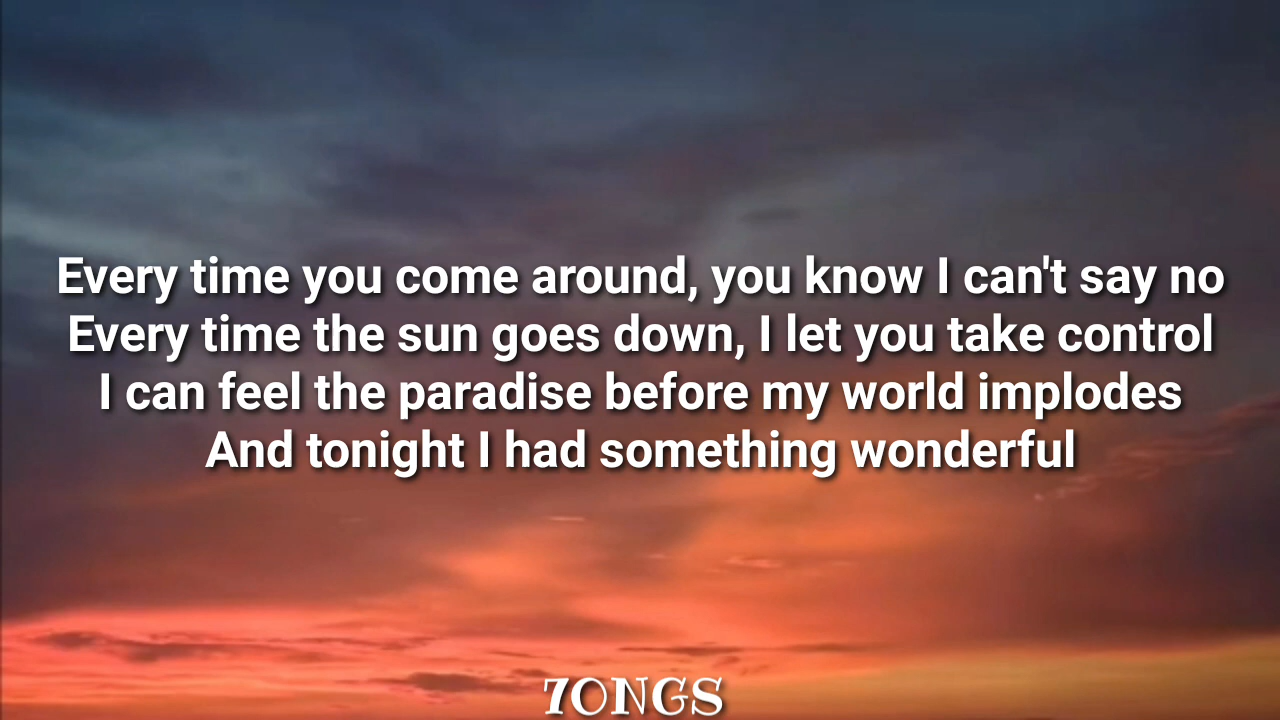 Every time you come around, you know I can't say no
Every time the sun goes down, I let you take control
I can feel the paradise before my world implodes
And tonight I had something wonderful
7ONGS